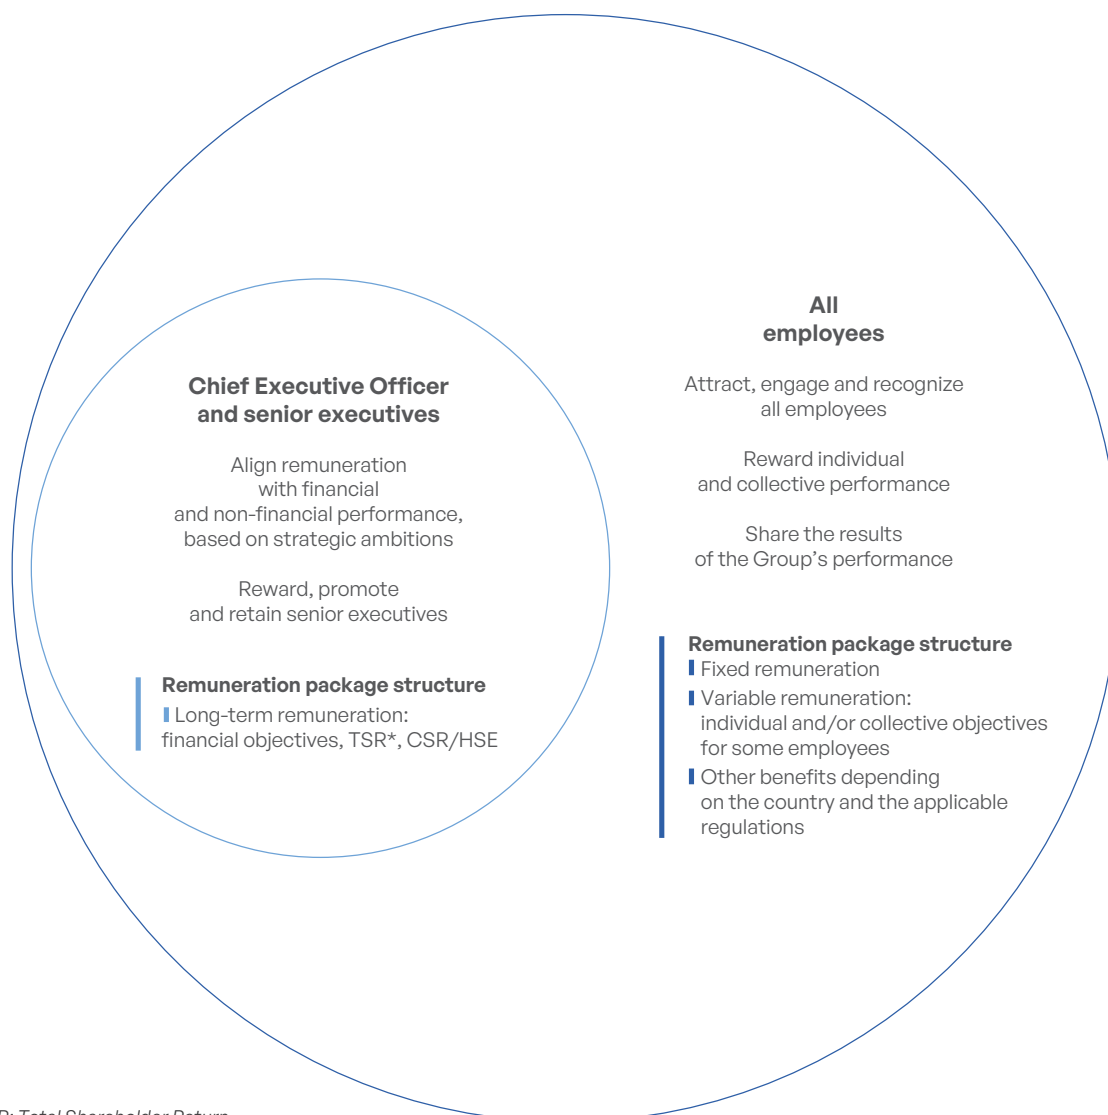 Chief Executive Officer
and senior executives
Align remuneration
with financial
and non-financial performance,
based on strategic ambitions
Reward, promote
and retain senior executives
Remuneration package structure
Long-term remuneration:
financial objectives, TSR*, CSR/HSE
All
employees
Attract, engage and recognize
all employees
Reward individual
and collective performance
Share the results
of the Group’s performance
Remuneration package structure
Fixed remuneration
Variable remuneration:
individual and/or collective objectives
for some employees
Other benefits depending
on the country and the applicable
regulations
Total Shareholder Return